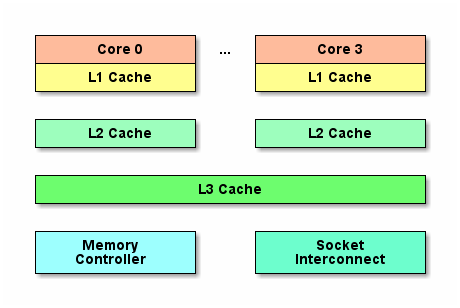 Core 0 ... Core 3
L1 Cache L1 Cache
L2 Cache L2 Cache
L3 Cache
Memory Controller
Socket Interconnect